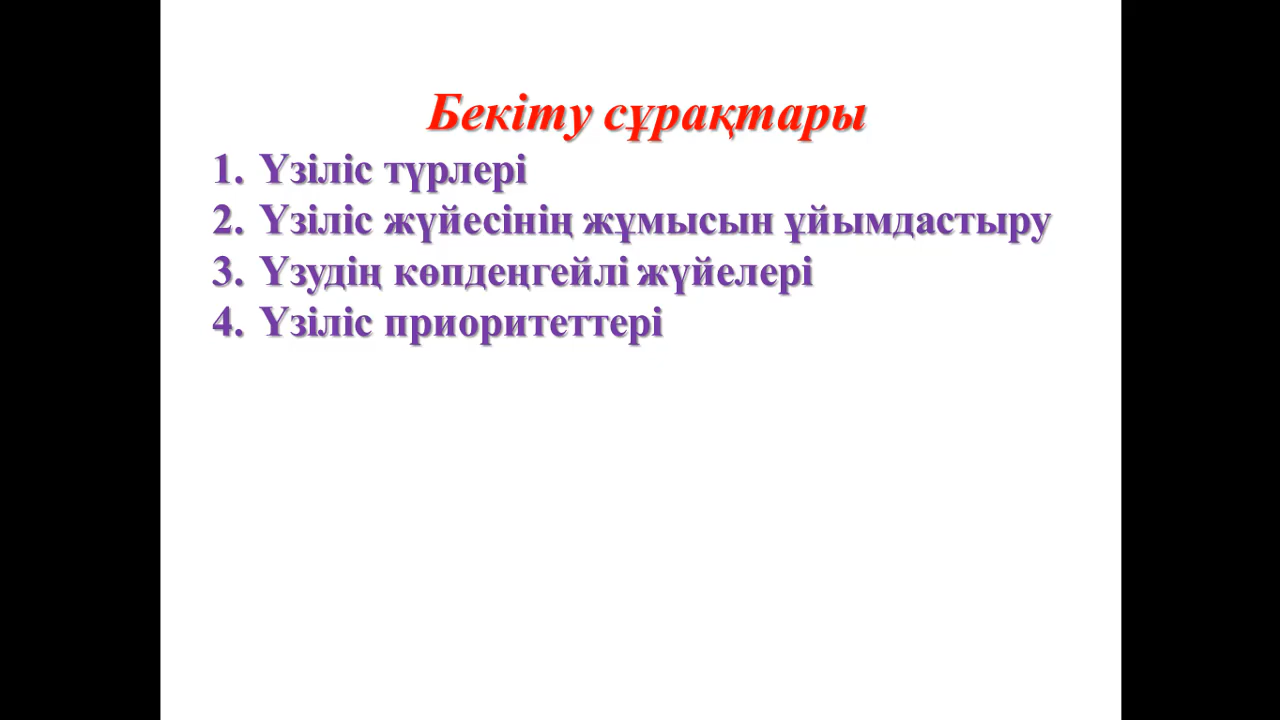 Бекіту сұрақтары
1. Үзіліс түрлері
2. Үзіліс жүйесінің жұмысын ұйымдастыру
3. Үзудің көпдеңгейлі жүйелері
4. Үзіліс приоритеттері